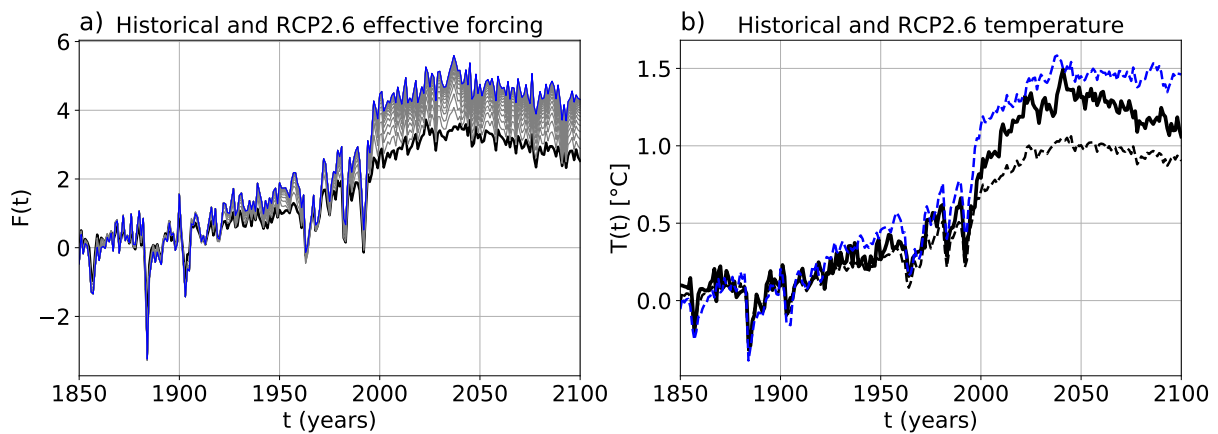 a) Historical and RCP2.6 effective forcing
6
4
2
0
−2
F(t)
1850 1900 1950 2000 2050 2100
t (years)
b) Historical and RCP2.6 temperature
1.5
1.0
0.5
0.0
T(t) [°C]
1850 1900 1950 2000 2050 2100
t (years)